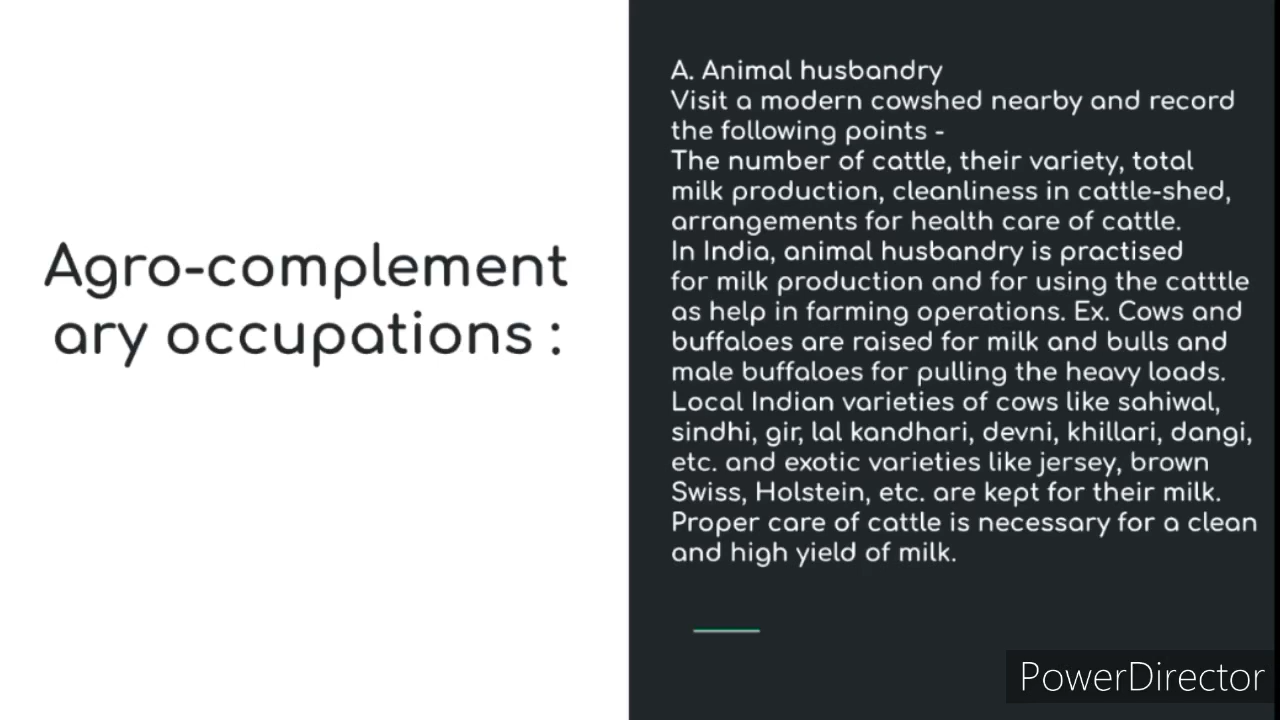 Agro-complement
ary occupations :
A. Animal husbandry
Visit a modern cowshed nearby and record
the following points -
The number of cattle, their variety, total
milk production, cleanliness in cattle-shed,
arrangements for health care of cattle.
In India, animal husbandry is practised
for milk production and for using the catttle
as help in farming operations. Ex. Cows and
buffaloes are raised for milk and bulls and
male buffaloes for pulling the heavy loads.
Local Indian varieties of cows like sahiwal,
sindhi, gir, lal kandhari, devni, khillari, dangi,
etc. and exotic varieties like jersey, brown
Swiss, Holstein, etc. are kept for their milk.
Proper care of cattle is necessary for a clean
and high yield of milk.
PowerDirector